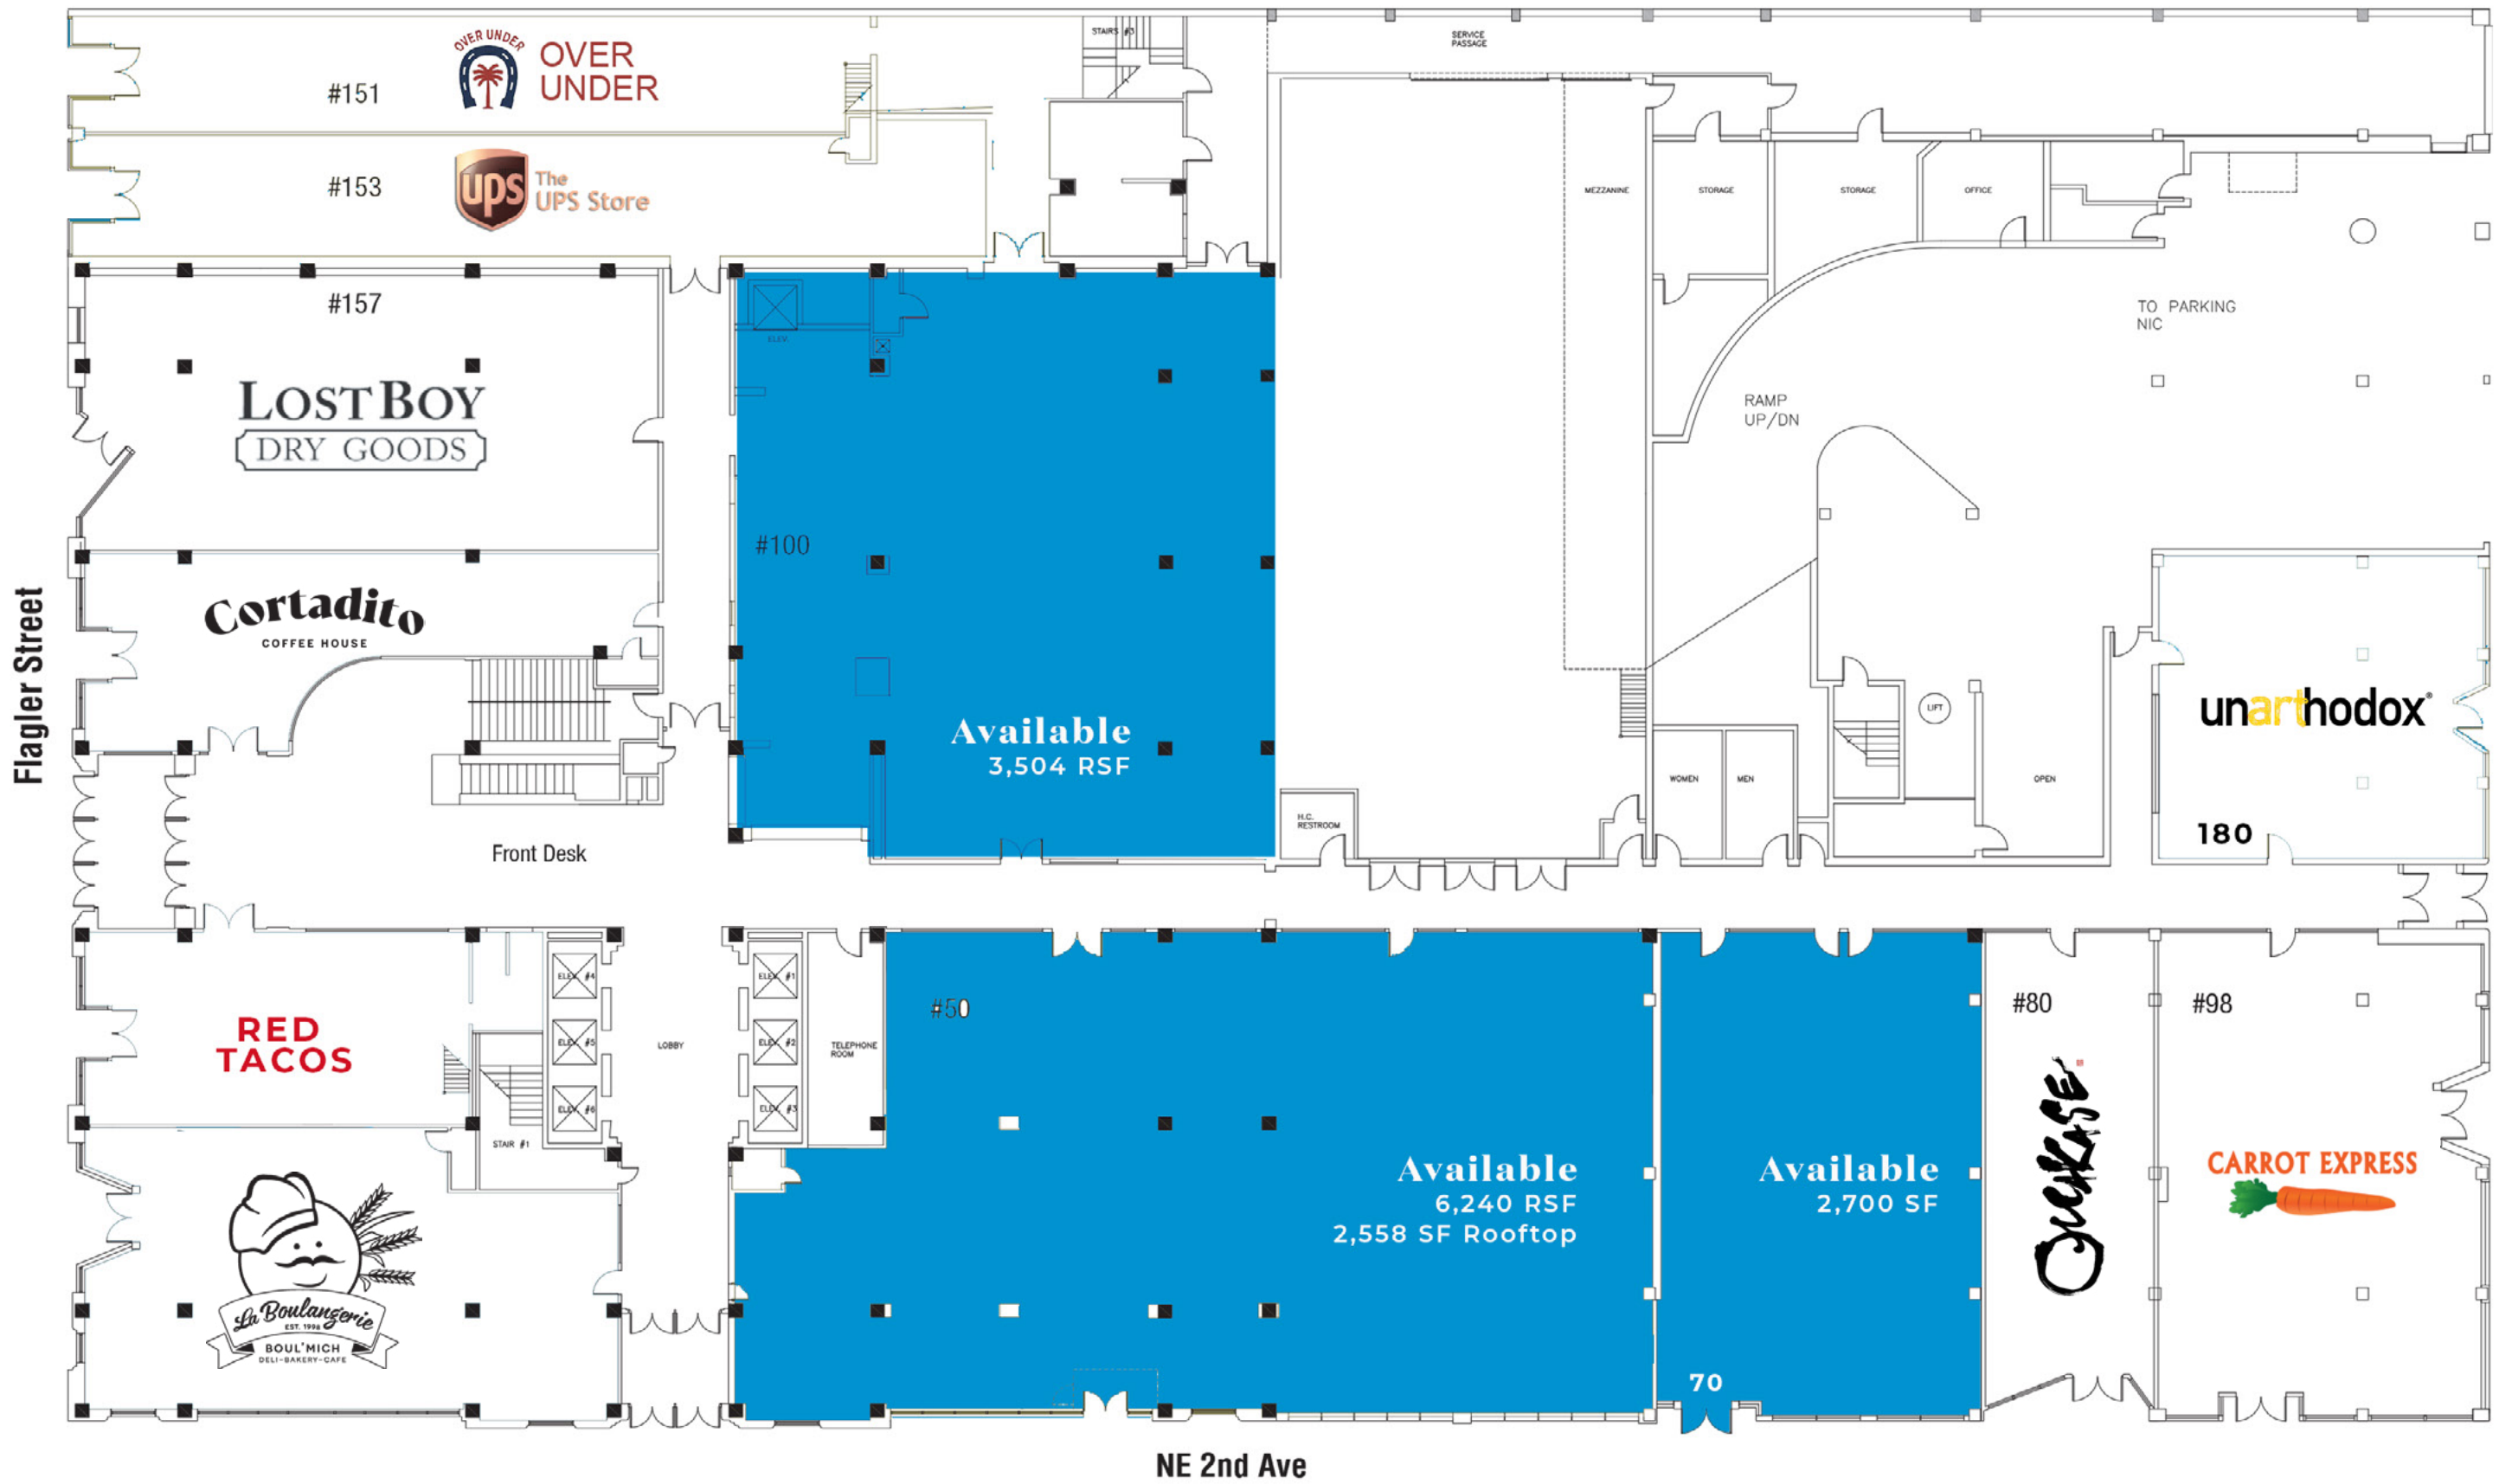 STAIRS #3
SERVICE
PASSAGE
OVER UNDER
OVER
UNDER
#151
#153
ups
The
UPS Store
MEZZANINE
STORAGE
STORAGE
OFFICE
#157
LOST BOY
DRY GOODS
ELEV.
TO PARKING
NIC
RAMP
UP/DN
#100
Cortadito
COFFEE HOUSE
Flagler Street
Available
3,504 RSF
LIFT
unarthodox®
WOMEN
MEN
OPEN
H.C.
RESTROOM
180
Front Desk
ELEV. #4
ELEV. #1
#50
#80
#98
RED
TACOS
ELEV. #5
LOBBY
ELEV. #2
TELEPHONE
ROOM
ELEV. #6
ELEV. #3
STAIR #1
Available
6,240 RSF
2,558 SF Rooftop
Available
2,700 SF
CARROT EXPRESS
La Boulangerie
EST. 1998
BOUL'MICH
DELI-BAKERY-CAFE
70
NE 2nd Ave